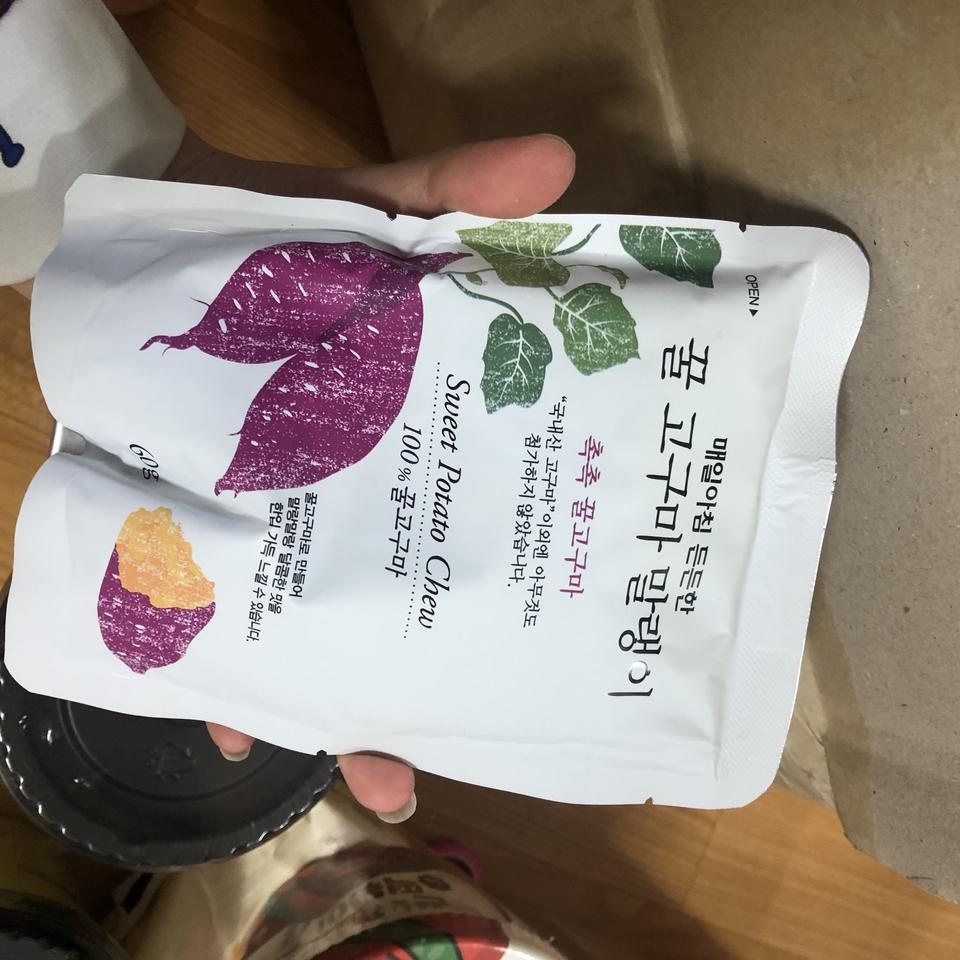 OPEN▶
매일아침 든든한
꿀 고구마 말랭이
촉촉 꿀고구마
“국내산 고구마”이외엔 아무것도
첨가하지 않았습니다.
Sweet Potato Chew
100% 꿀고구마
꿀고구마로 만들어
말랑말랑 달콤한 맛을
한입 가득 느낄 수 있습니다.
60g